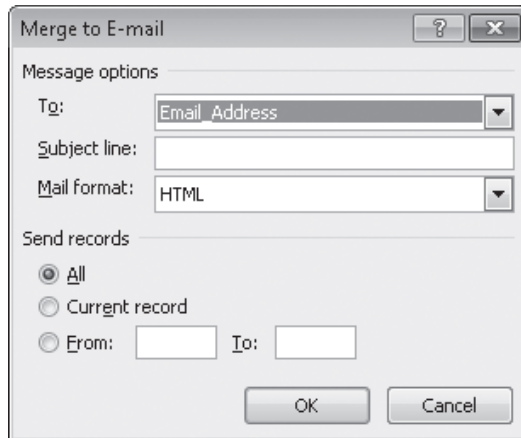 Merge to E-mail
Message options
To: Email_Address
Subject line:
Mail format: HTML
Send records
All
Current record
From: To:
OK Cancel